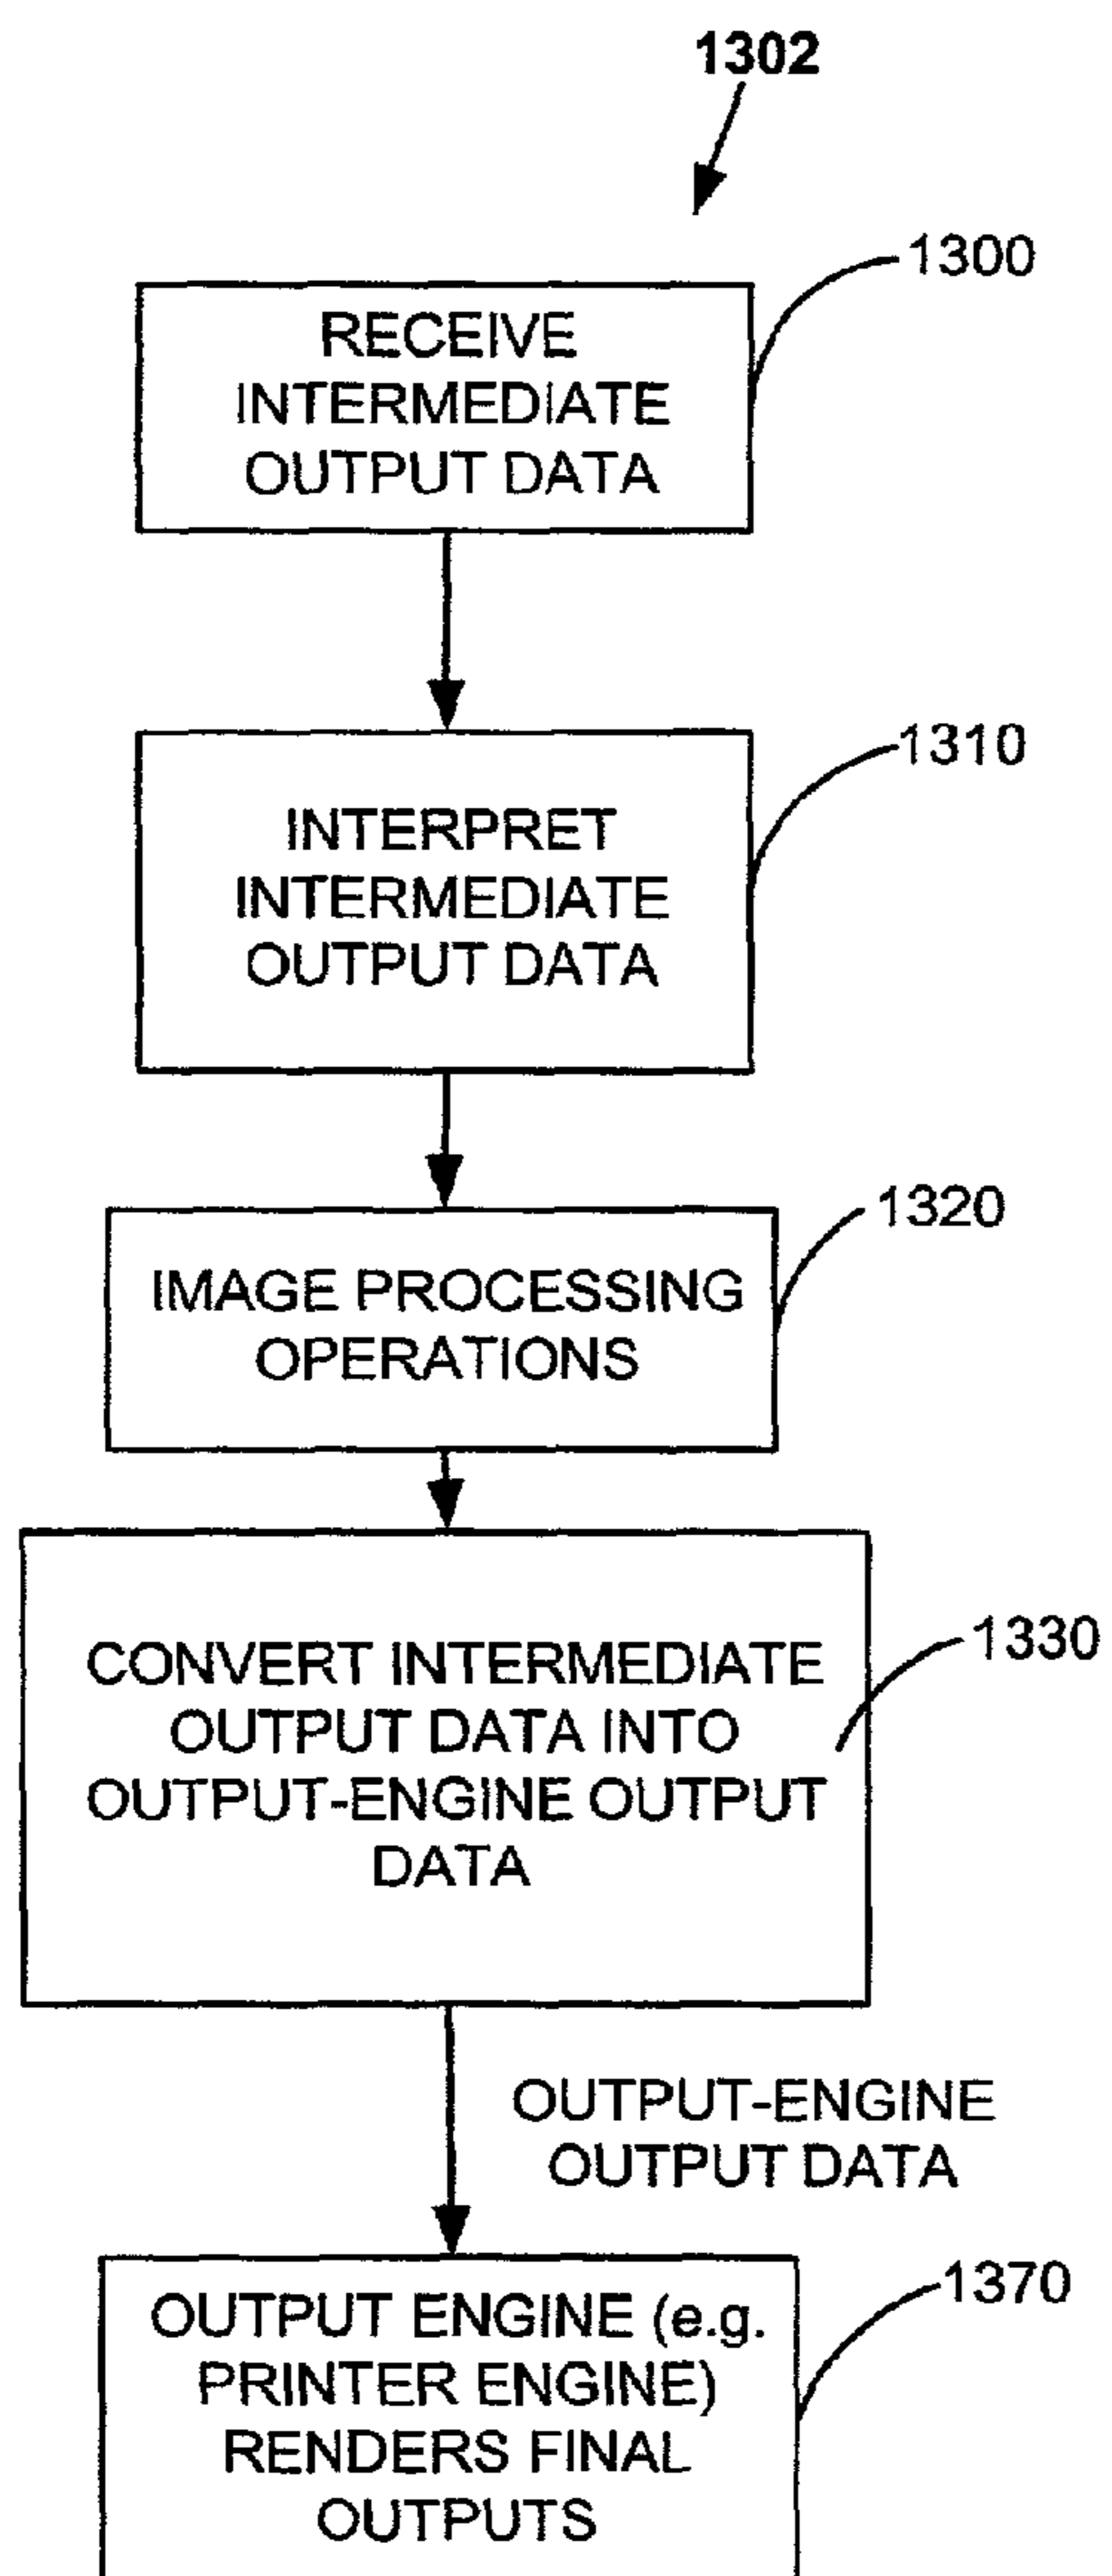 1302
1300
RECEIVE
INTERMEDIATE
OUTPUT DATA
1310
INTERPRET
INTERMEDIATE
OUTPUT DATA
1320
IMAGE PROCESSING
OPERATIONS
1330
CONVERT INTERMEDIATE
OUTPUT DATA INTO
OUTPUT-ENGINE OUTPUT
DATA
OUTPUT-ENGINE
OUTPUT DATA
1370
OUTPUT ENGINE (e.g.
PRINTER ENGINE)
RENDERS FINAL
OUTPUTS